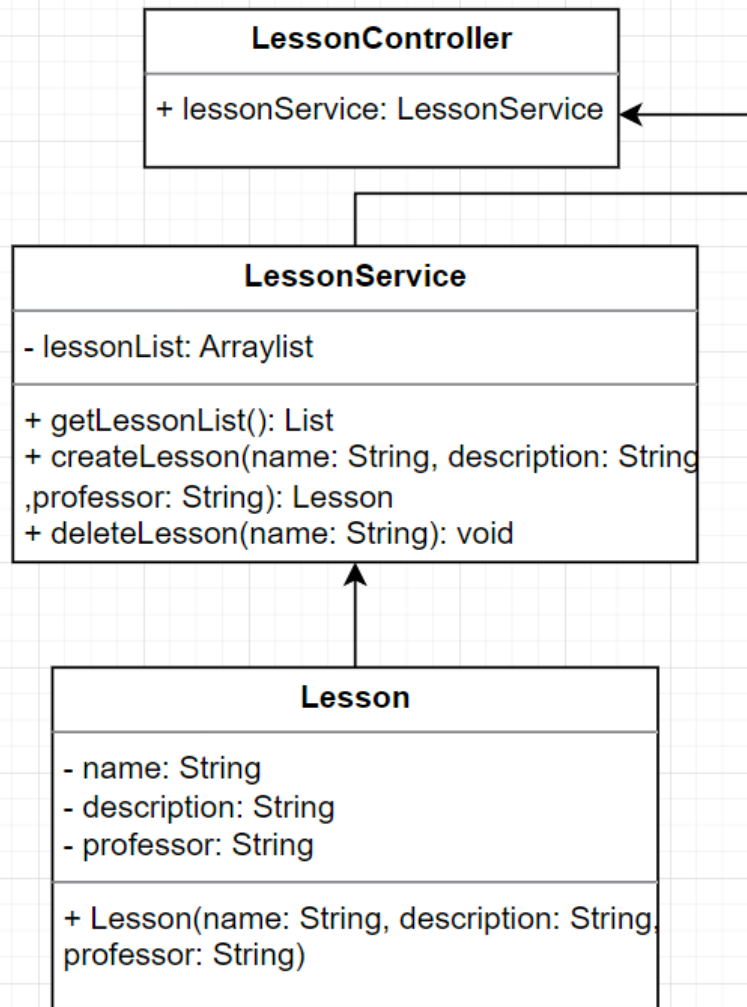 LessonController
+ lessonService: LessonService
LessonService
- lessonList: Arraylist
+ getLessonList(): List
+ createLesson(name: String, description: String
,professor: String): Lesson
+ deleteLesson(name: String): void
Lesson
- name: String
- description: String
- professor: String
+ Lesson(name: String, description: String,
professor: String)